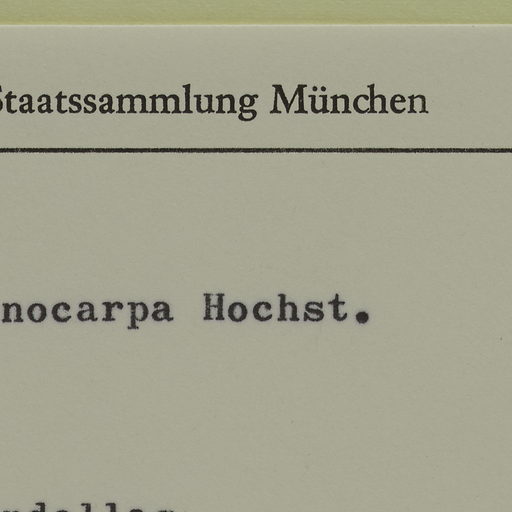 Staatssammlung München
nocarpa Hochst.